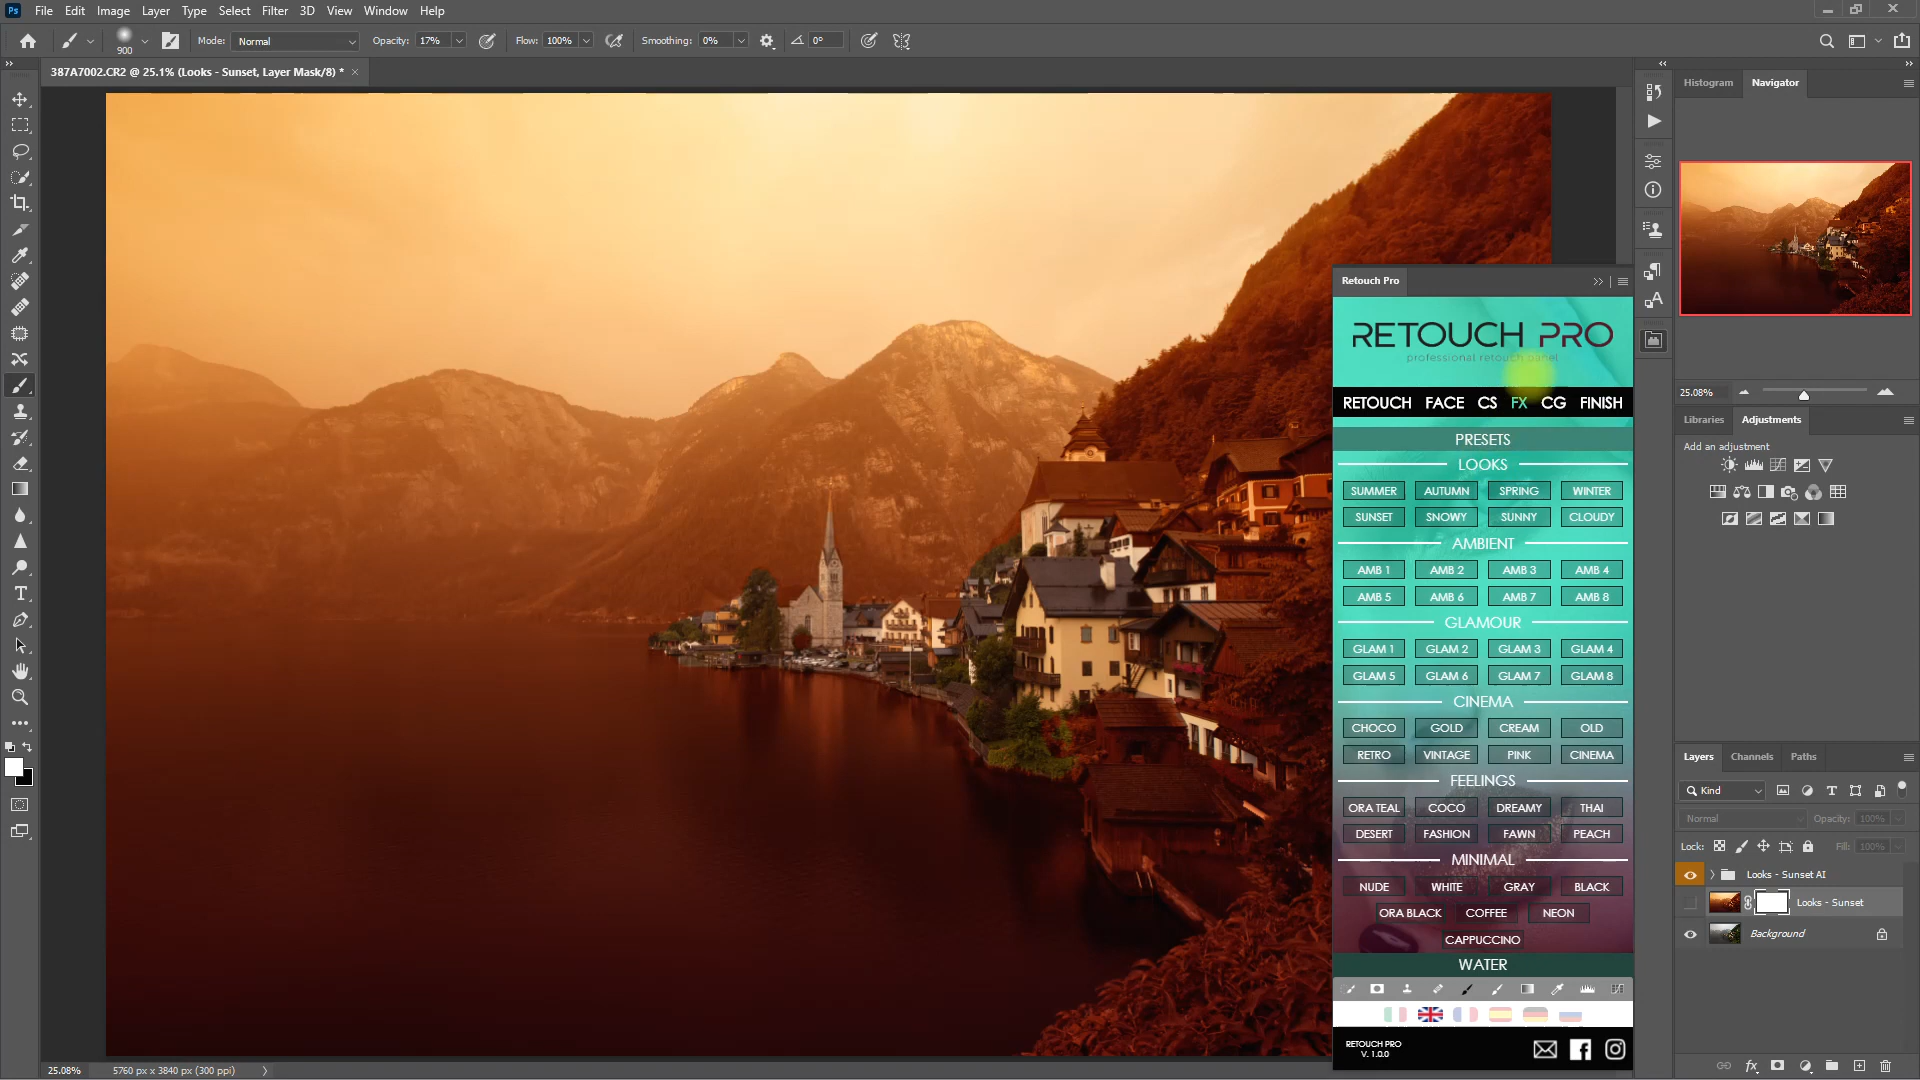 Ps File Edit Image Layer Type Select Filter 3D View Window Help
900 Mode: Normal Opacity: 17% Flow: 100% Smoothing: 0% 0°
387A7002.CR2 @ 25.1% (Looks - Sunset, Layer Mask/8) * ×
Histogram Navigator
25.08%
Libraries Adjustments
Add an adjustment
Retouch Pro
RETOUCH PRO
professional retouch panel
RETOUCH FACE CS FX CG FINISH
PRESETS
LOOKS
SUMMER AUTUMN SPRING WINTER
SUNSET SNOWY SUNNY CLOUDY
AMBIENT
AMB 1 AMB 2 AMB 3 AMB 4
AMB 5 AMB 6 AMB 7 AMB 8
GLAMOUR
GLAM 1 GLAM 2 GLAM 3 GLAM 4
GLAM 5 GLAM 6 GLAM 7 GLAM 8
CINEMA
CHOCO GOLD CREAM OLD
RETRO VINTAGE PINK CINEMA
FEELINGS
ORA TEAL COCO DREAMY THAI
DESERT FASHION FAWN PEACH
MINIMAL
NUDE WHITE GRAY BLACK
ORA BLACK COFFEE NEON
CAPPUCCINO
WATER
RETOUCH PRO
V. 1.0.0
Layers Channels Paths
Kind
Normal Opacity: 100%
Lock: Fill: 100%
Looks - Sunset AI
Looks - Sunset
Background
25.08% 5760 px x 3840 px (300 ppi)